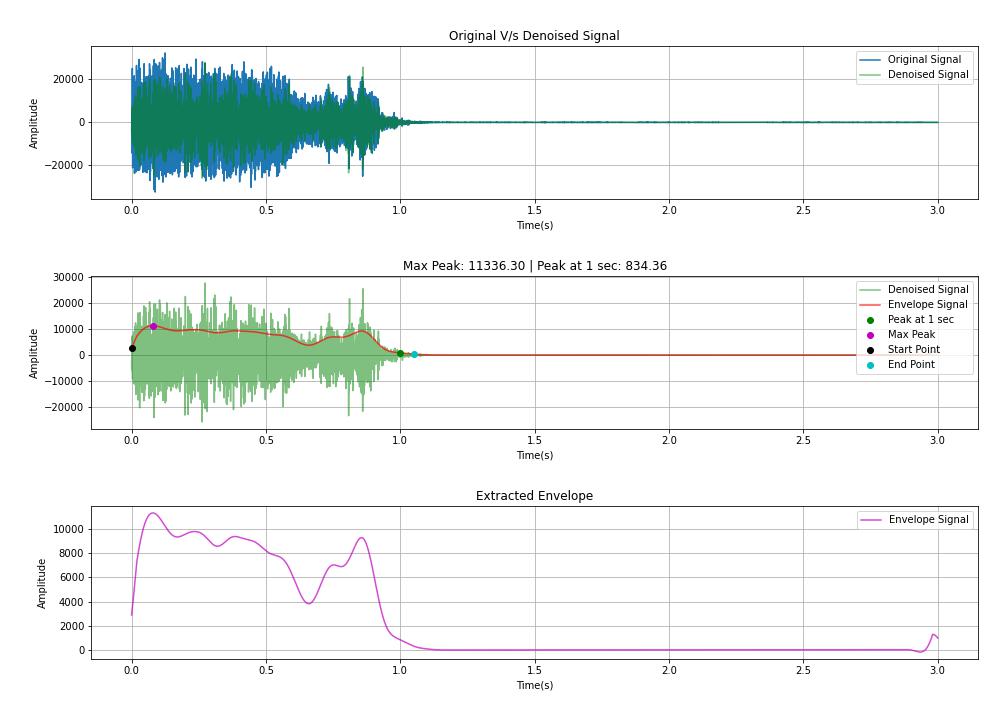 Original V/s Denoised Signal
Amplitude
20000
0
−20000
Original Signal
Denoised Signal
0.0 0.5 1.0 1.5 2.0 2.5 3.0
Time(s)
Max Peak: 11336.30 | Peak at 1 sec: 834.36
Amplitude
30000
20000
10000
0
−10000
−20000
Denoised Signal
Envelope Signal
Peak at 1 sec
Max Peak
Start Point
End Point
0.0 0.5 1.0 1.5 2.0 2.5 3.0
Time(s)
Extracted Envelope
Amplitude
10000
8000
6000
4000
2000
0
Envelope Signal
0.0 0.5 1.0 1.5 2.0 2.5 3.0
Time(s)